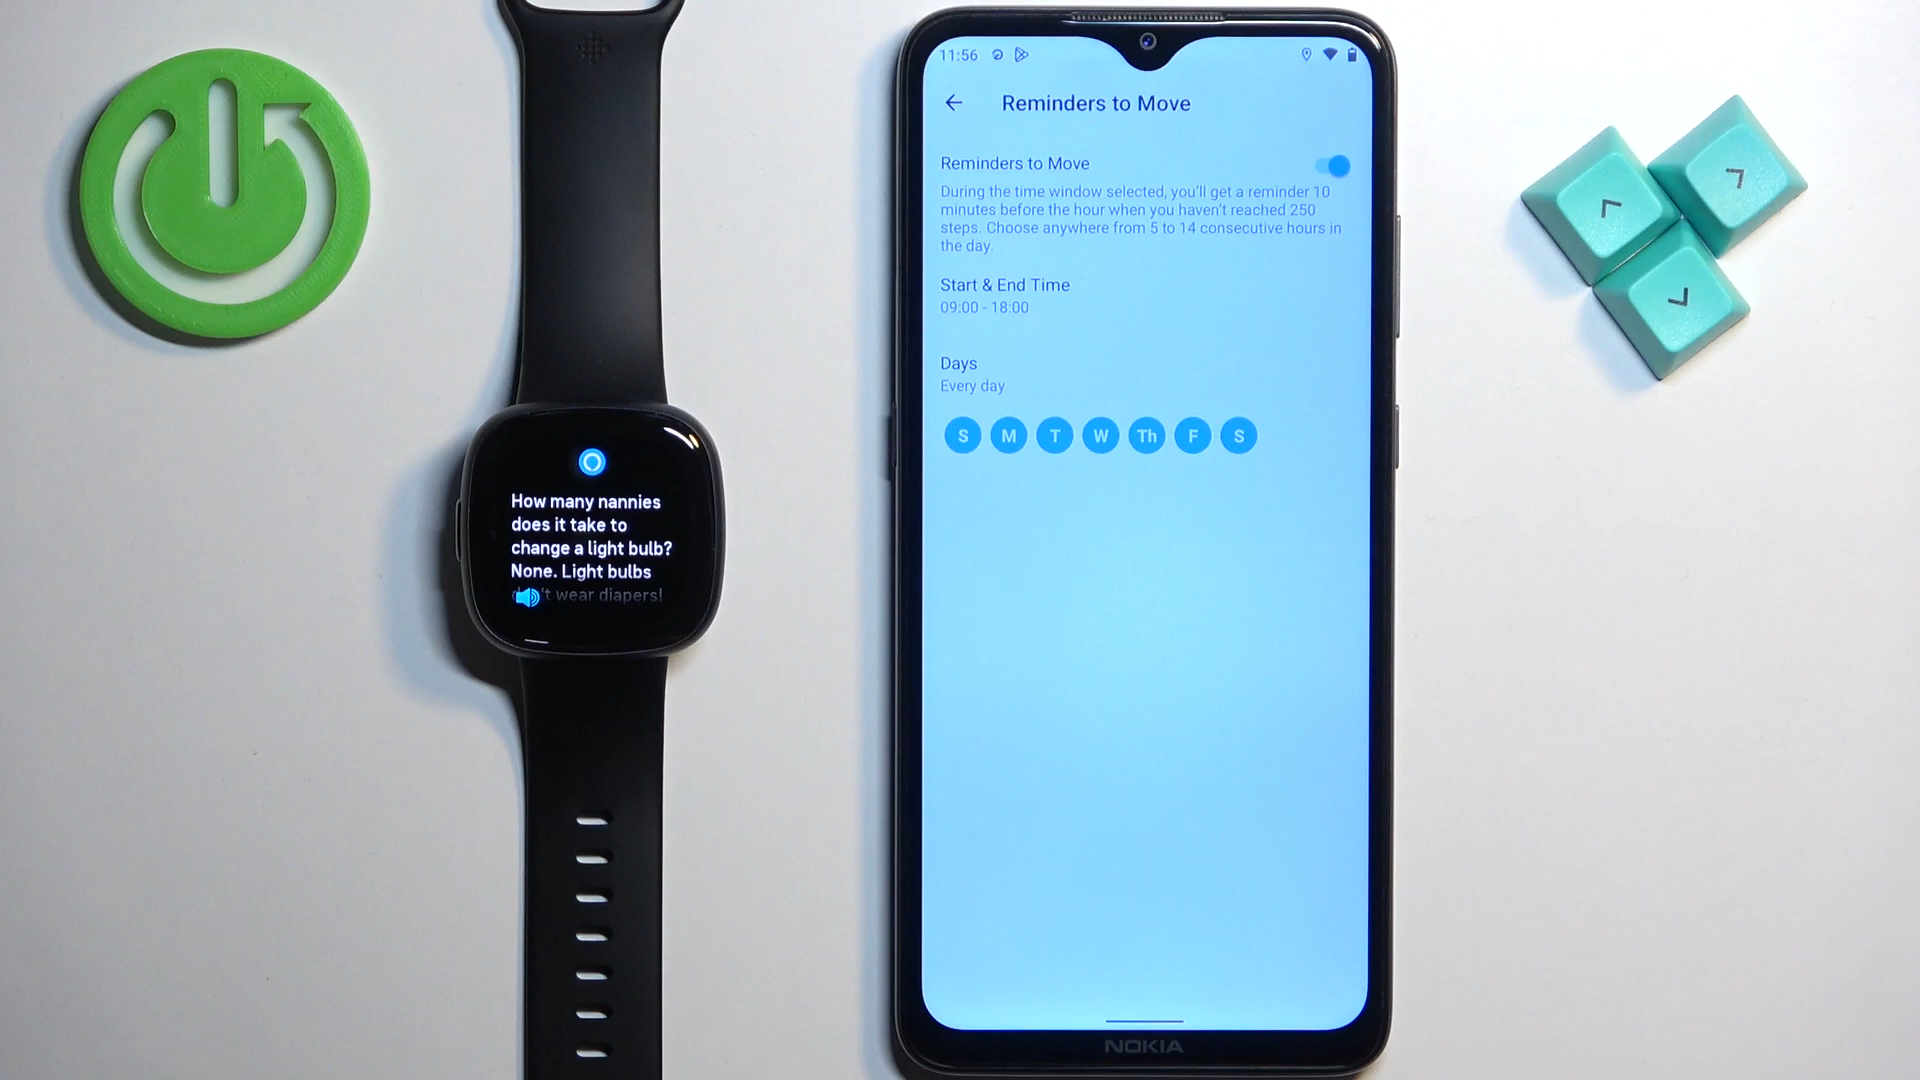 How many nannies
does it take to
change a light bulb?
None. Light bulbs
wear diapers!
11:56
Reminders to Move
Reminders to Move
During the time window selected, you'll get a reminder 10
minutes before the hour when you haven't reached 250
steps. Choose anywhere from 5 to 14 consecutive hours in
the day.
Start & End Time
09:00 - 18:00
Days
Every day
S M T W Th F S
NOKIA